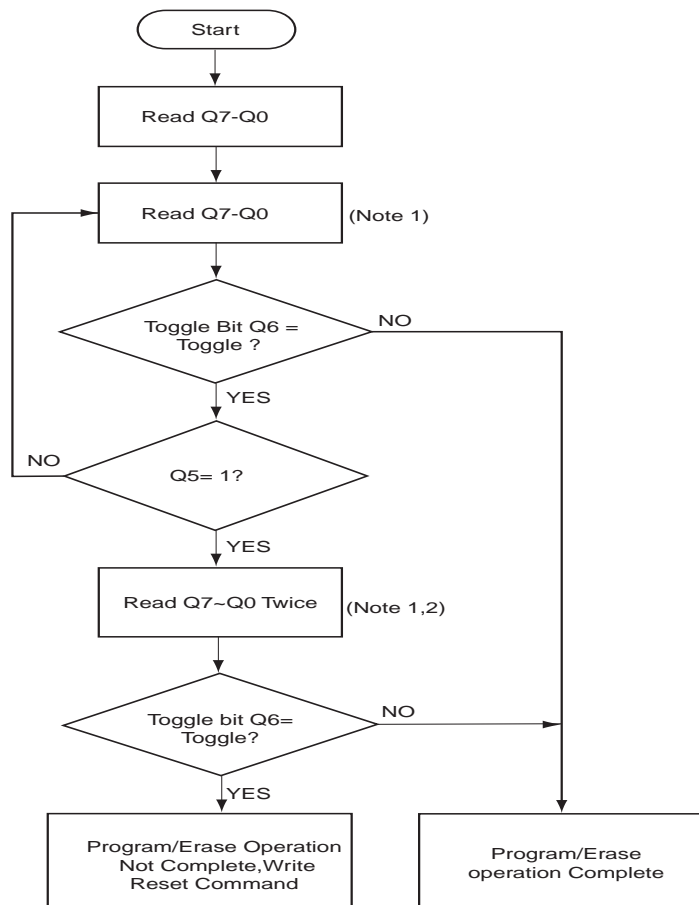 Start
Read Q7-Q0
Read Q7-Q0
(Note 1)
Toggle Bit Q6 =
Toggle ?
NO
YES
NO
Q5= 1?
YES
Read Q7~Q0 Twice
(Note 1,2)
Toggle bit Q6=
Toggle?
NO
YES
Program/Erase Operation
Not Complete,Write
Reset Command
Program/Erase
operation Complete